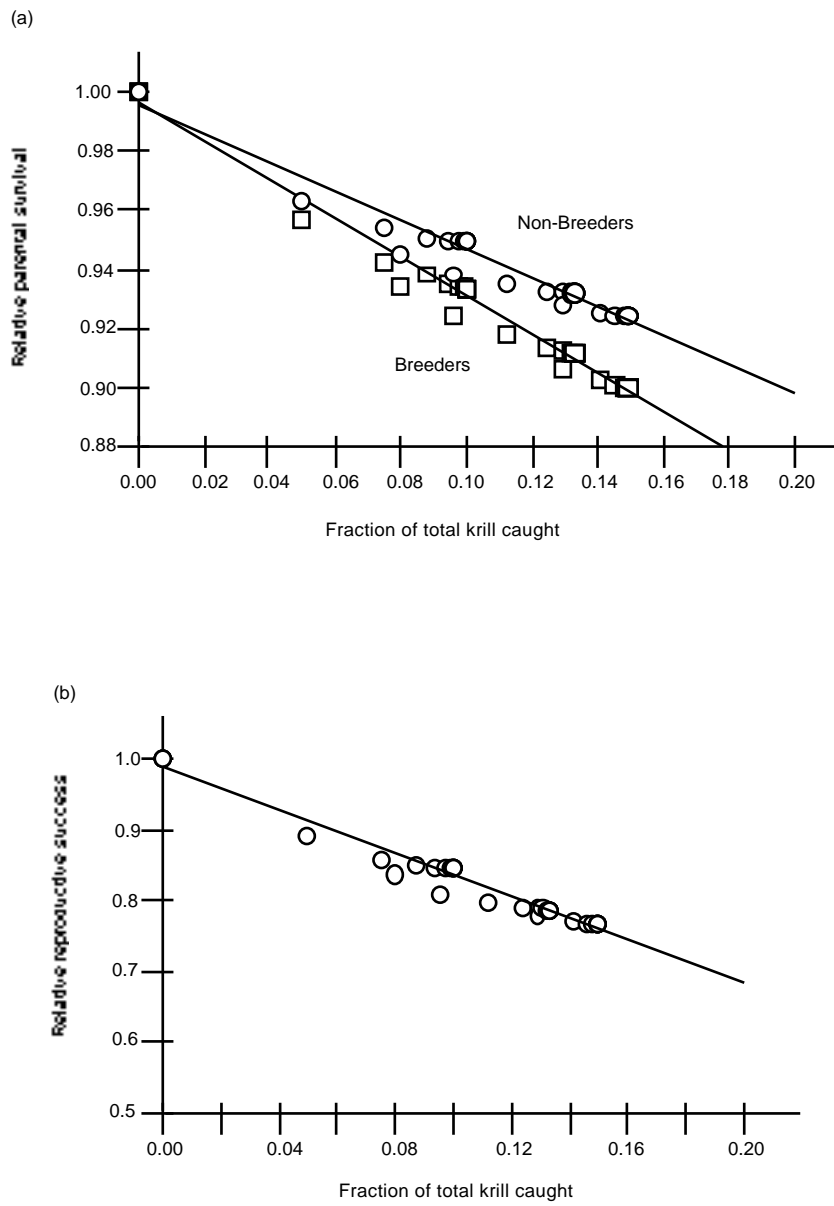 (a)
Relative parental survival
1.00
0.98
0.96
0.94
0.92
0.90
0.88
Non-Breeders
Breeders
0.00 0.02 0.04 0.06 0.08 0.10 0.12 0.14 0.16 0.18 0.20
Fraction of total krill caught
(b)
Relative reproductive success
1.0
0.9
0.8
0.7
0.6
0.5
0.00 0.04 0.08 0.12 0.16 0.20
Fraction of total krill caught